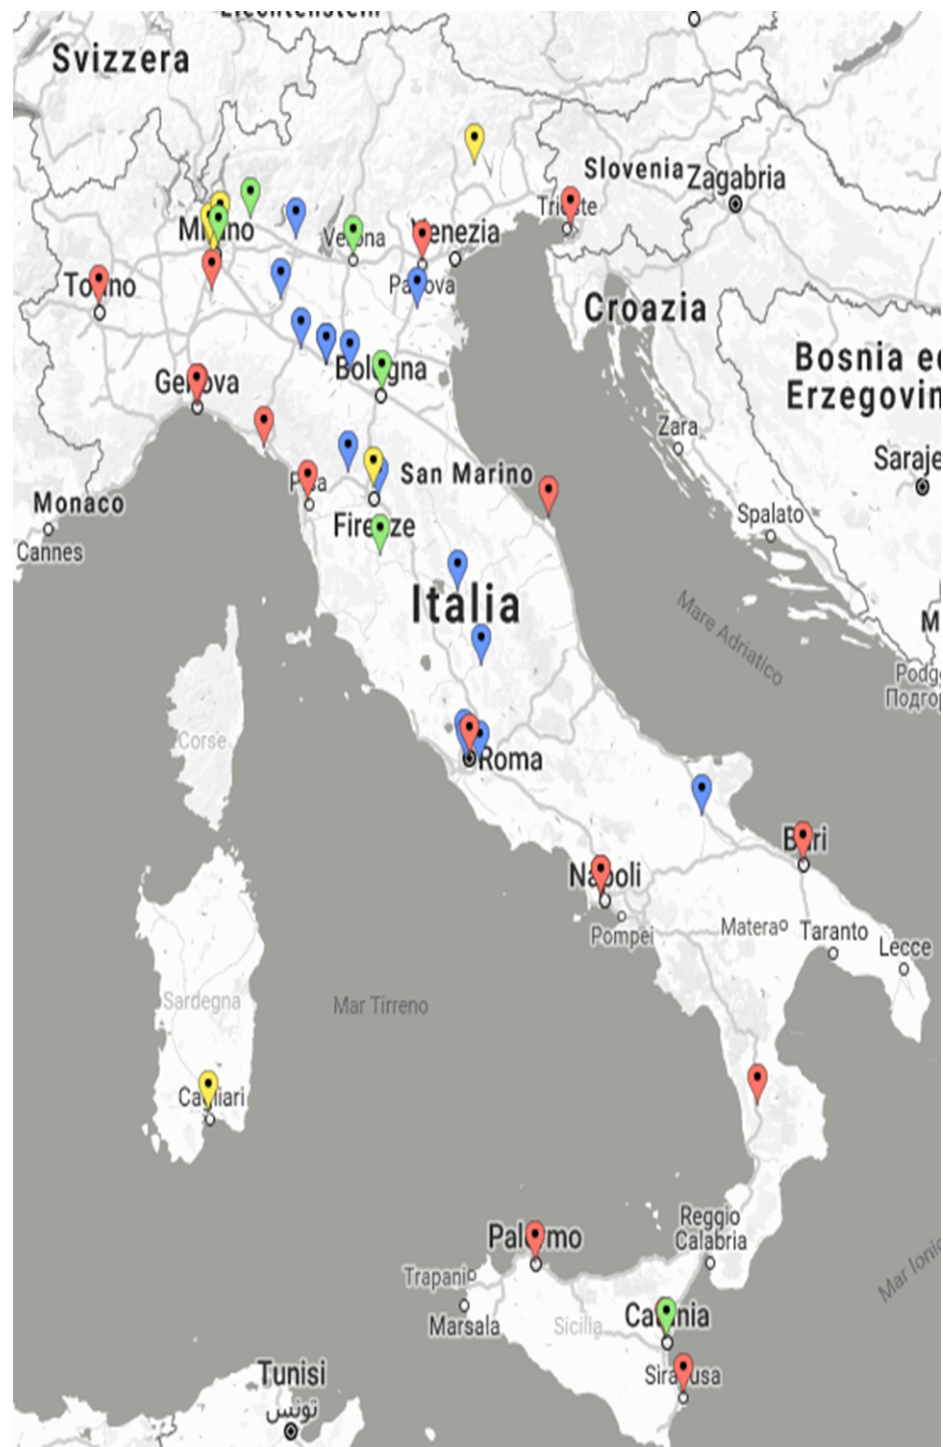 Liechtenstein
Svizzera
Slovenia
Zagabria
Trieste
Milano
Verona
Venezia
Torino
Padova
Croazia
Bosnia ed
Erzegovin
Bologna
Genova
Zara
Saraje
San Marino
Pisa
Monaco
Spalato
Firenze
Cannes
Italia
Mare Adriatico
M
Podg
Подгор
Corse
Roma
Bari
Napoli
Matera
Taranto
Pompei
Lecce
Sardegna
Mar Tirreno
Cagliari
Reggio
Calabria
Palermo
Mar Ionio
Trapani
Catania
Marsala
Sicilia
Siracusa
Tunisi
تونس